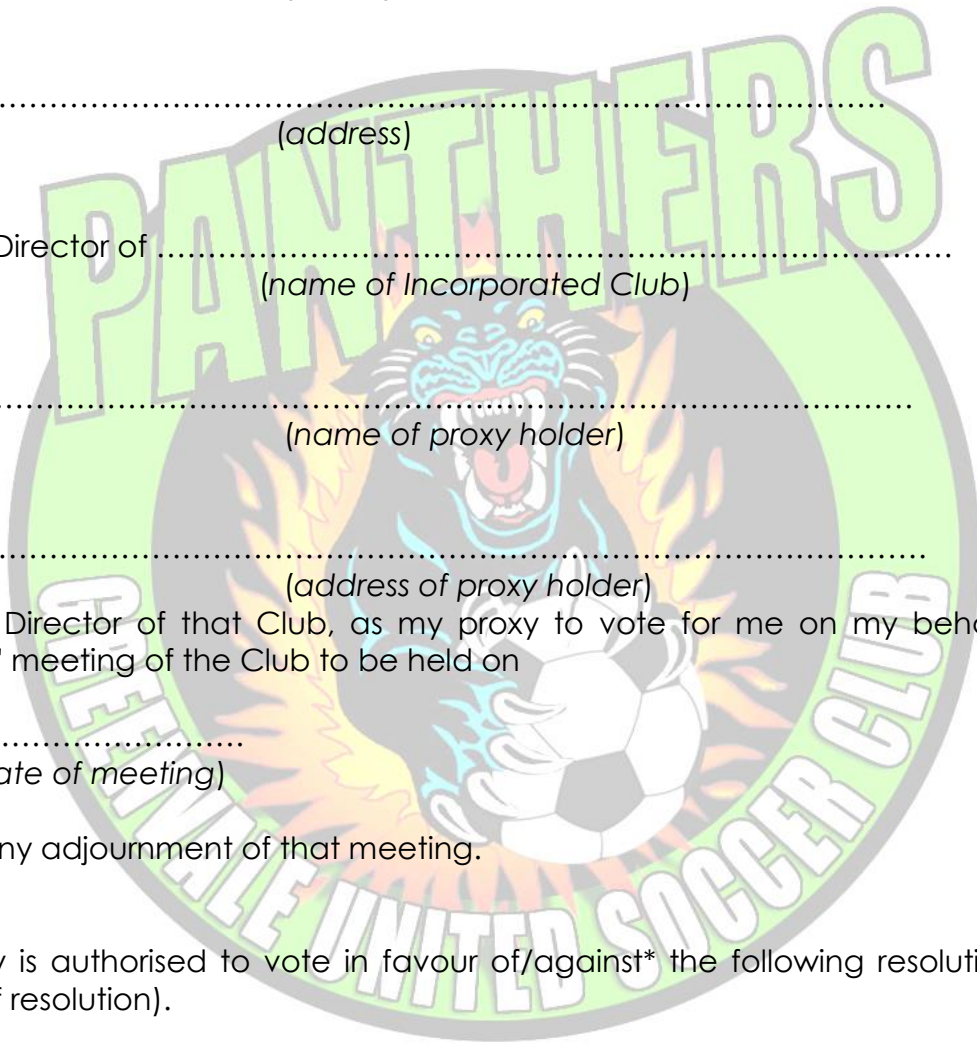 PANTHERS
........................................................................................
(address)
Director of ........................................................................................
(name of Incorporated Club)
........................................................................................
(name of proxy holder)
........................................................................................
(address of proxy holder)
Director of that Club, as my proxy to vote for me on my
meeting of the Club to be held on
..........................
ate of meeting)
ny adjournment of that meeting.
y is authorised to vote in favour of/against* the following resoluti
f resolution).
GREENVALE UNITED SOCCER CLUB